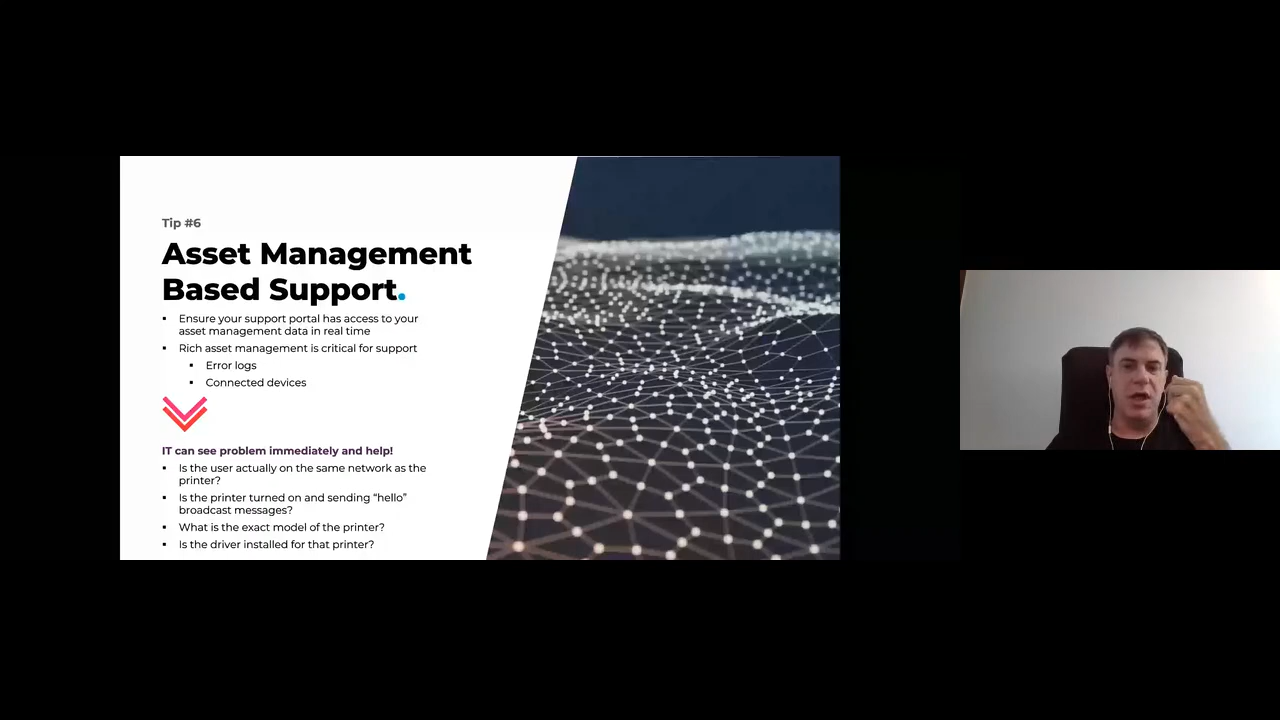 Tip #6
Asset Management
Based Support.
▪ Ensure your support portal has access to your
asset management data in real time
▪ Rich asset management is critical for support
▪ Error logs
▪ Connected devices
IT can see problem immediately and help!
▪ Is the user actually on the same network as the
printer?
▪ Is the printer turned on and sending “hello”
broadcast messages?
▪ What is the exact model of the printer?
▪ Is the driver installed for that printer?